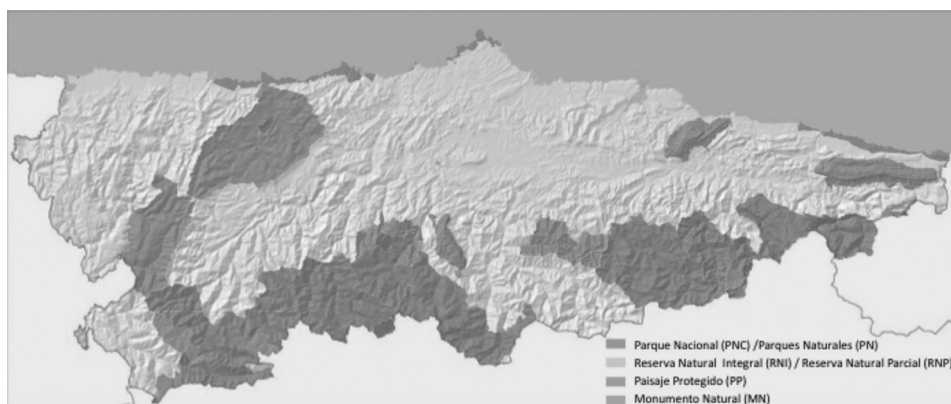 Parque Nacional (PNC) /Parques Naturales (PN)
Reserva Natural Integral (RNI) / Reserva Natural Parcial (RNP)
Paisaje Protegido (PP)
Monumento Natural (MN)